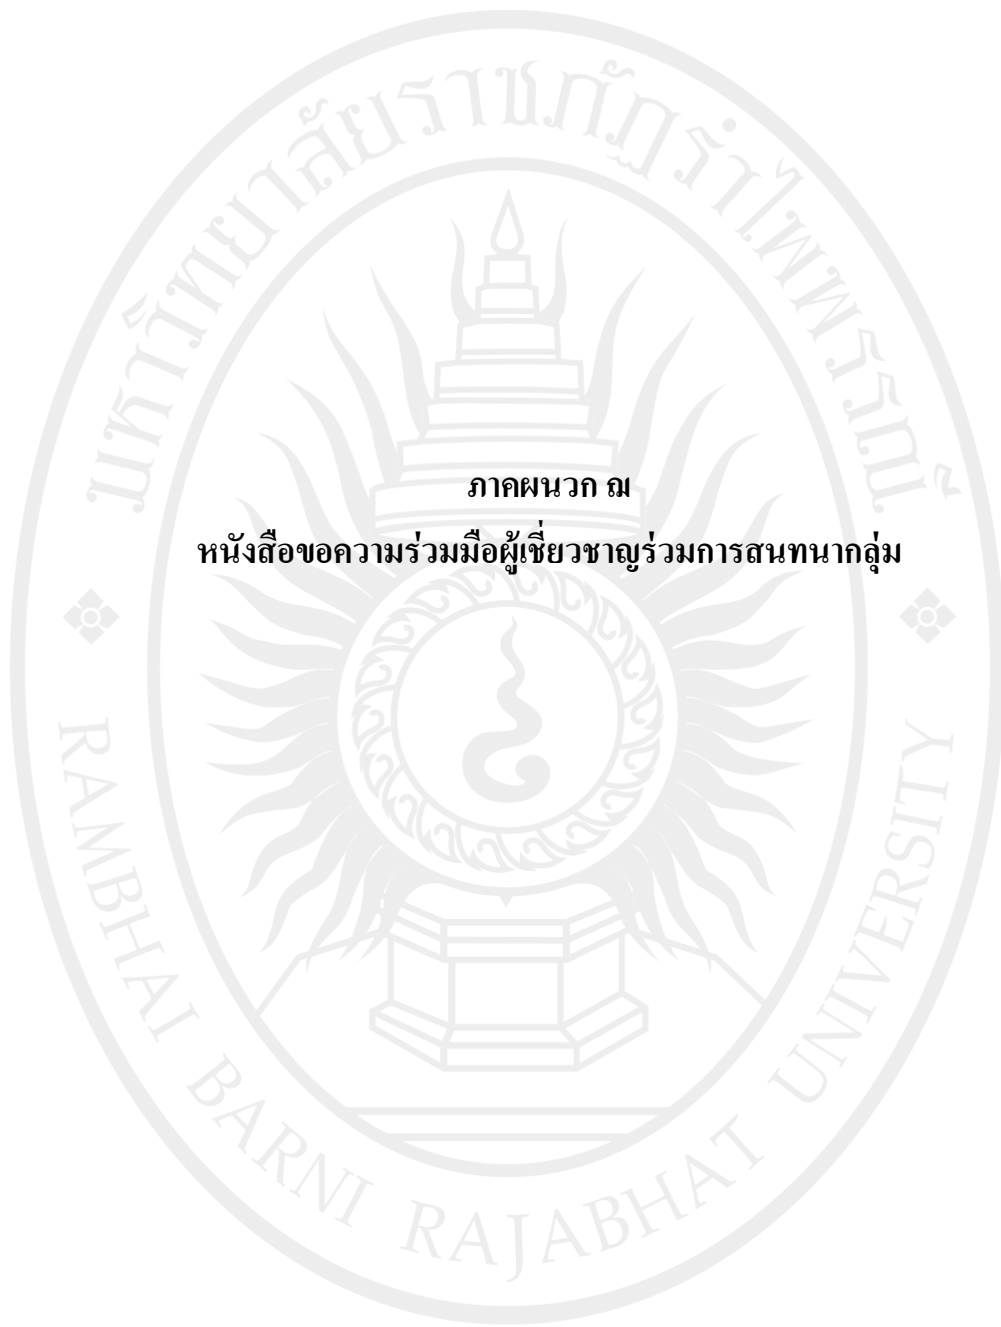 มหาวิทยาลัยราชภัฏรำไพพรรณี
ภาคผนวก ฌ
หนังสือขอความร่วมมือผู้เชี่ยวชาญร่วมการสนทนากลุ่ม
RAMBHAI BARNI RAJABHAT UNIVERSITY